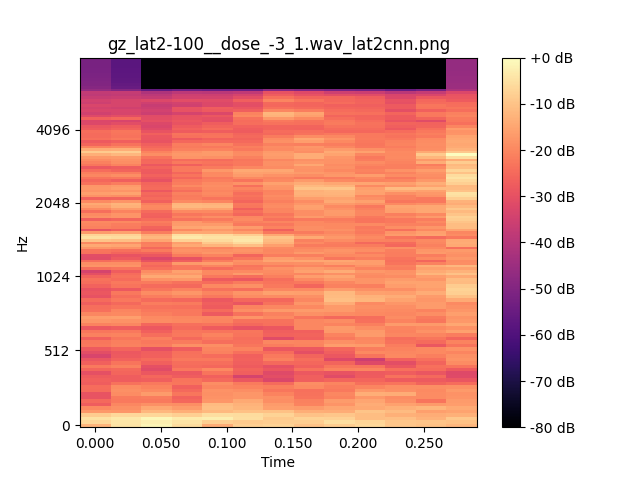 gz_lat2-100__dose_-3_1.wav_lat2cnn.png
Hz
4096
2048
1024
512
0
0.000 0.050 0.100 0.150 0.200 0.250
Time
+0 dB
-10 dB
-20 dB
-30 dB
-40 dB
-50 dB
-60 dB
-70 dB
-80 dB